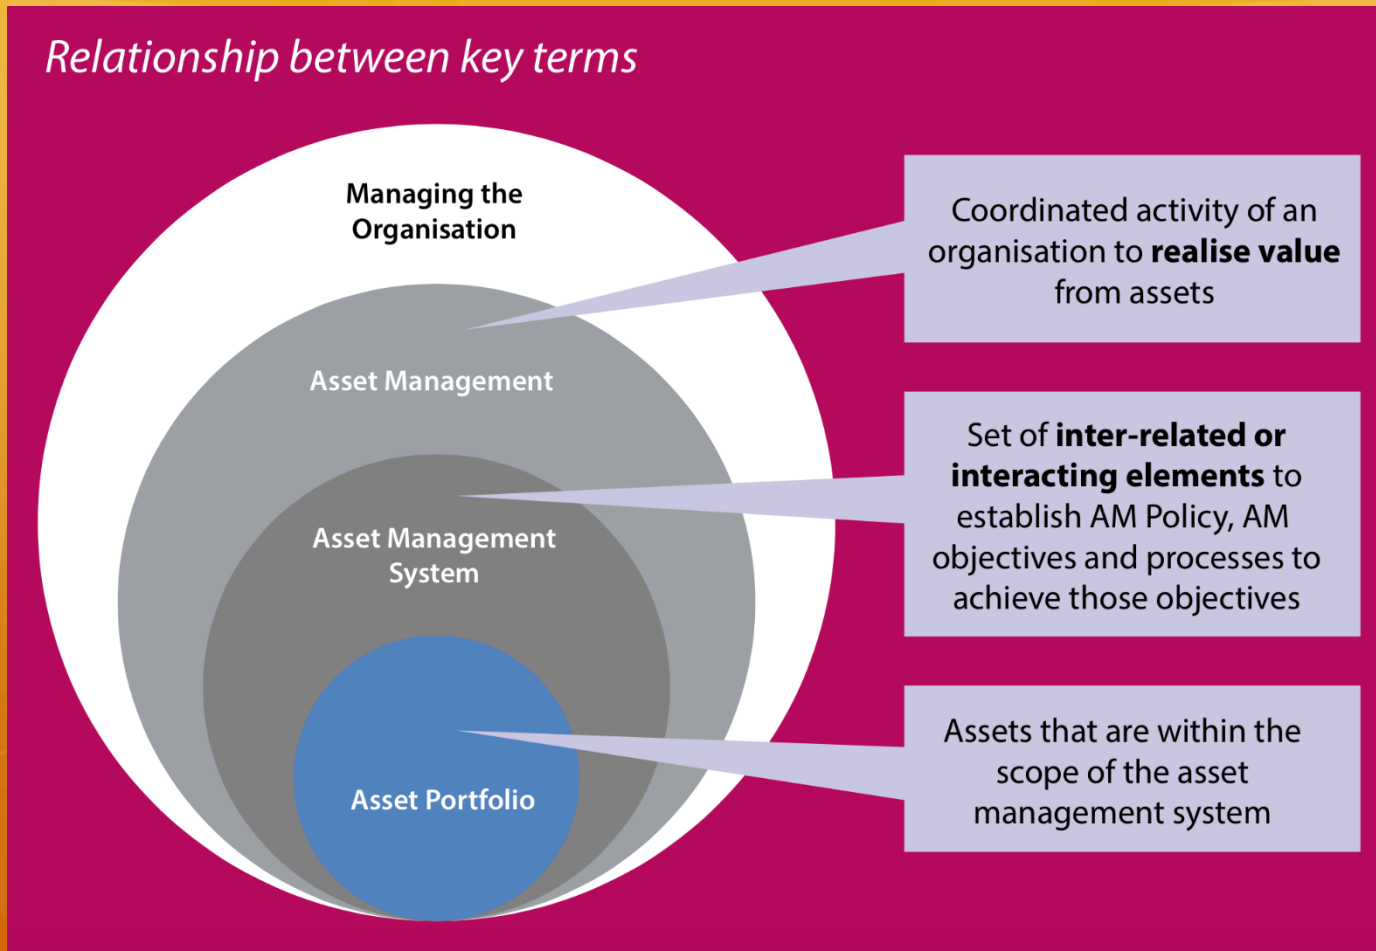 Relationship between key terms
Managing the
Organisation
Asset Management
Asset Management
System
Asset Portfolio
Coordinated activity of an
organisation to realise value
from assets
Set of inter-related or
interacting elements to
establish AM Policy, AM
objectives and processes to
achieve those objectives
Assets that are within the
scope of the asset
management system